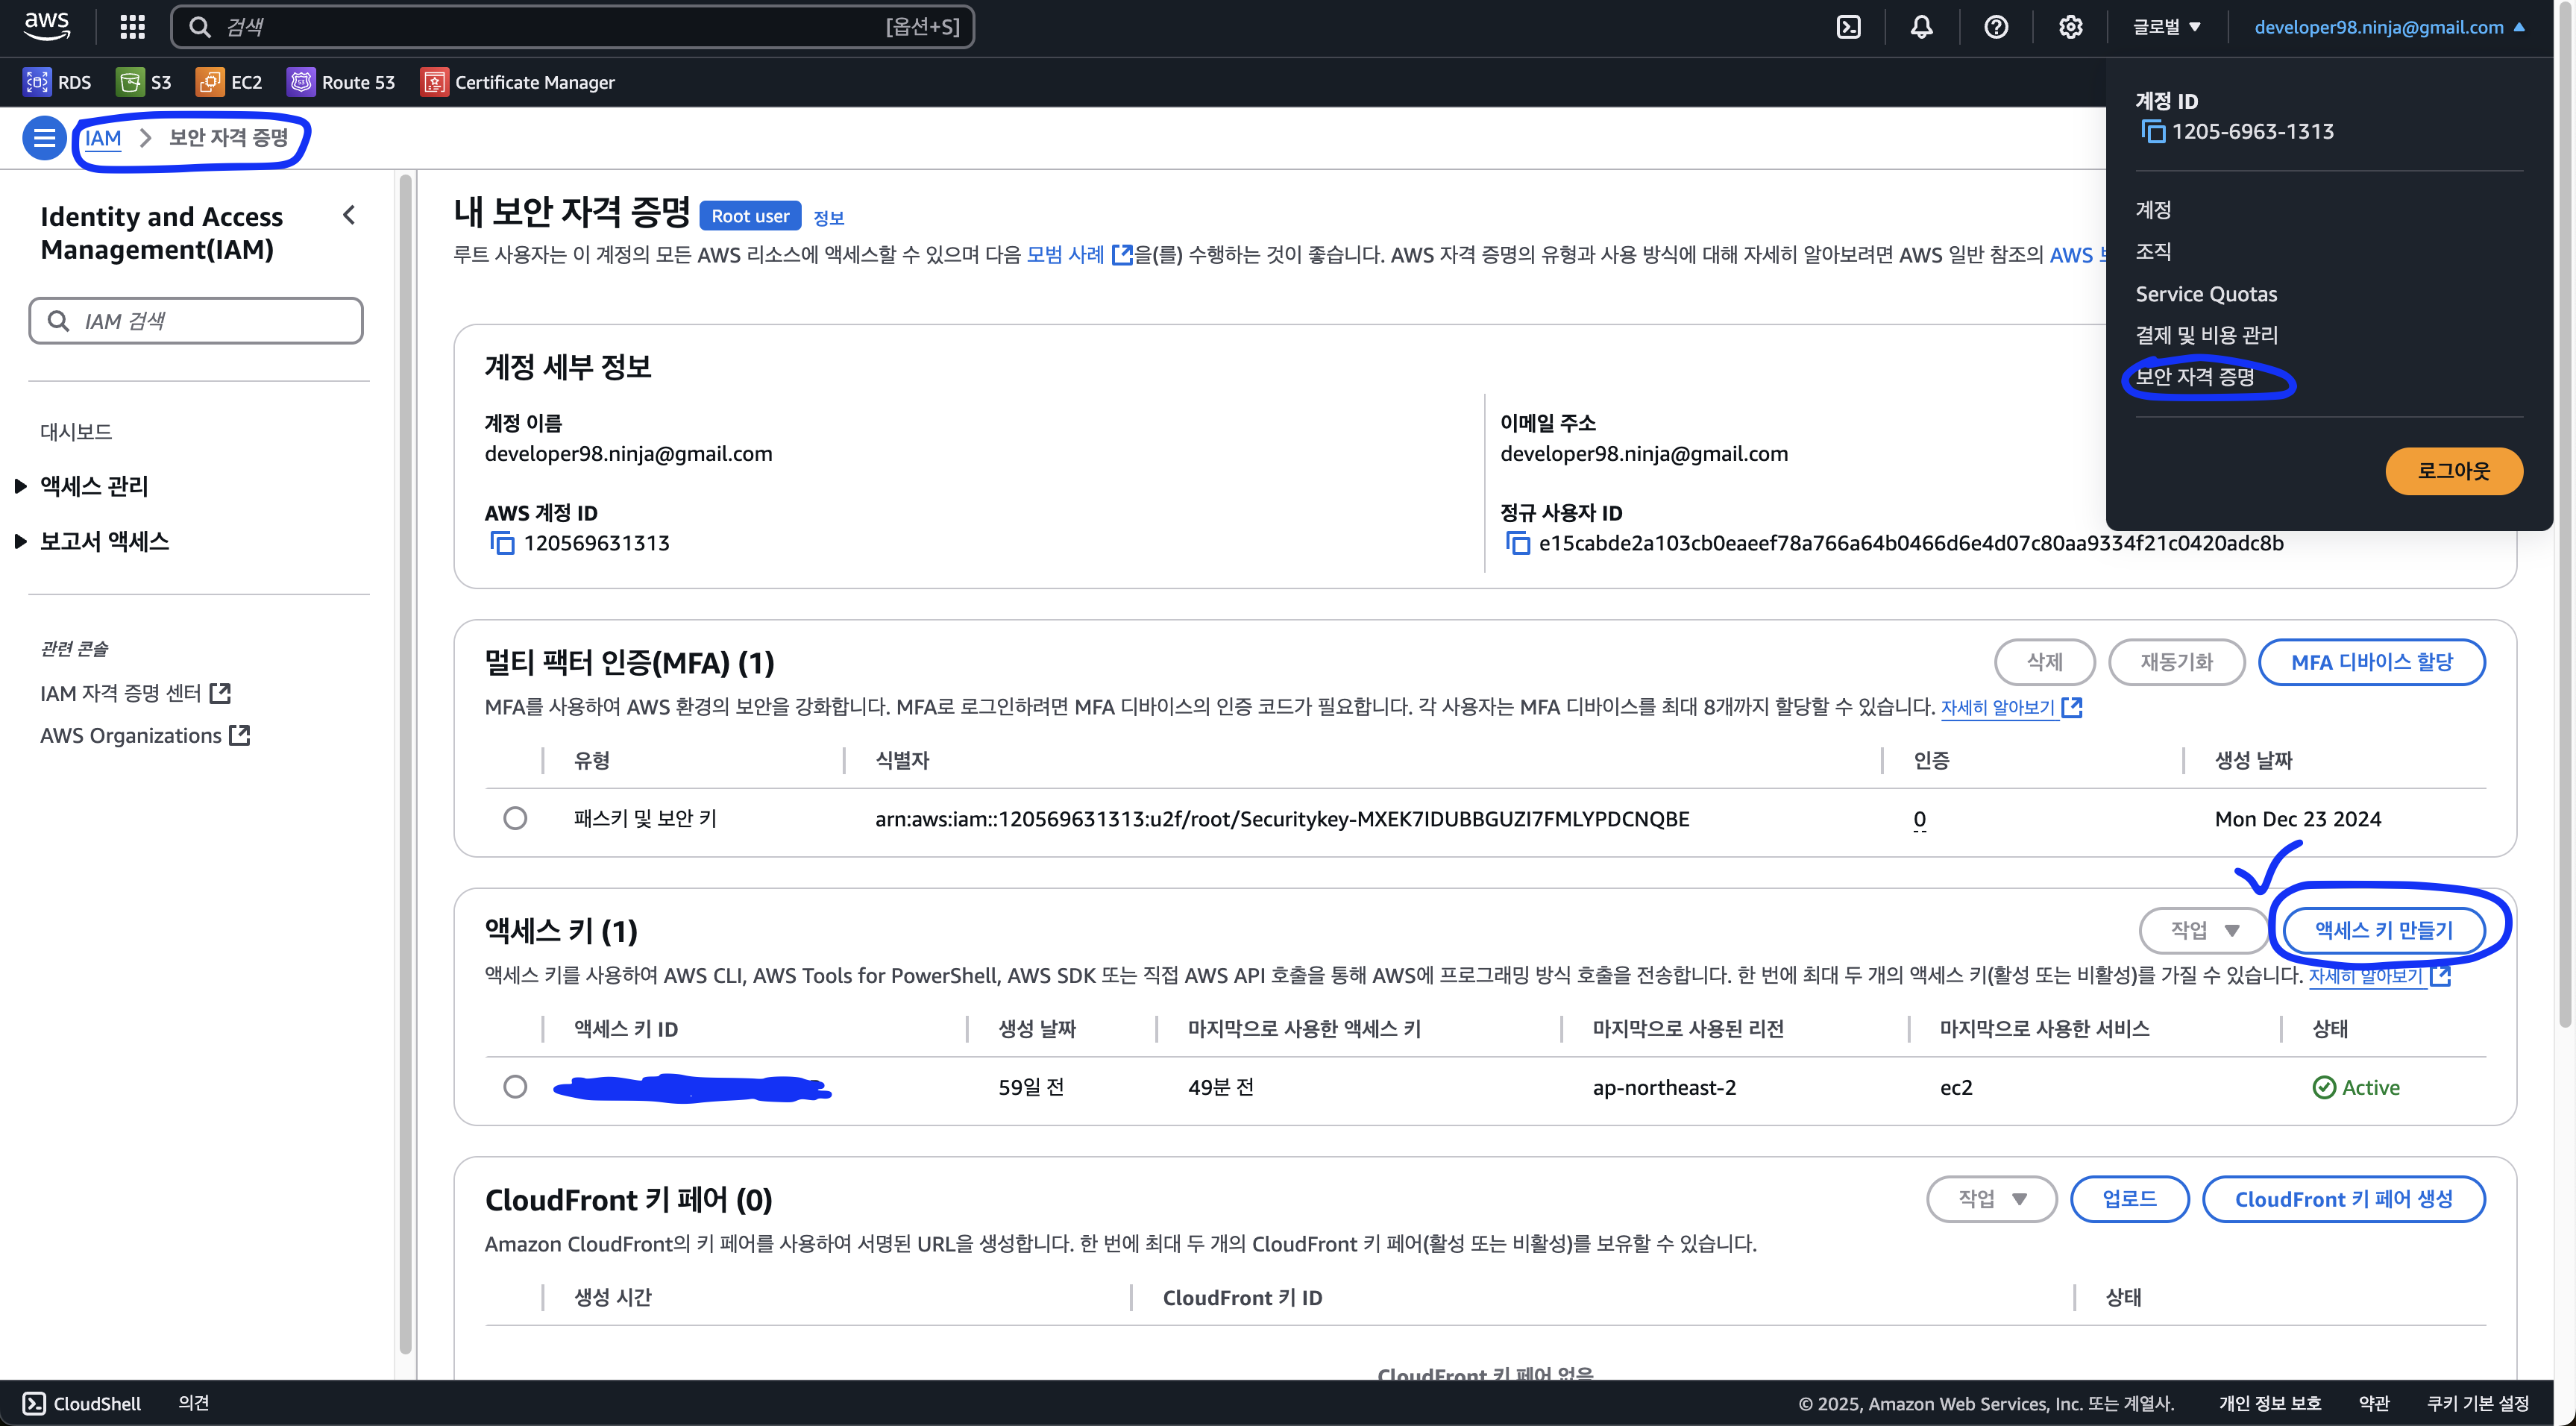 aws
검색
[옵션+S]
글로벌
developer98.ninja@gmail.com
RDS
S3
EC2
Route 53
Certificate Manager
IAM
보안 자격 증명
계정 ID
1205-6963-1313
계정
조직
Service Quotas
결제 및 비용 관리
보안 자격 증명
로그아웃
Identity and Access
Management(IAM)
IAM 검색
대시보드
액세스 관리
보고서 액세스
관련 콘솔
IAM 자격 증명 센터
AWS Organizations
내 보안 자격 증명 Root user 정보
루트 사용자는 이 계정의 모든 AWS 리소스에 액세스할 수 있으며 다음 모범 사례 을(를) 수행하는 것이 좋습니다. AWS 자격 증명의 유형과 사용 방식에 대해 자세히 알아보려면 AWS 일반 참조의 AWS
계정 세부 정보
계정 이름
developer98.ninja@gmail.com
이메일 주소
developer98.ninja@gmail.com
AWS 계정 ID
120569631313
정규 사용자 ID
e15cabde2a103cb0eaeef78a766a64b0466d6e4d07c80aa9334f21c0420adc8b
멀티 팩터 인증(MFA) (1)
삭제
재동기화
MFA 디바이스 할당
MFA를 사용하여 AWS 환경의 보안을 강화합니다. MFA로 로그인하려면 MFA 디바이스의 인증 코드가 필요합니다. 각 사용자는 MFA 디바이스를 최대 8개까지 할당할 수 있습니다. 자세히 알아보기
유형 식별자 인증 생성 날짜
패스키 및 보안 키 arn:aws:iam::120569631313:u2f/root/Securitykey-MXEK7IDUBBGUZI7FMLYPDCNQBE 0 Mon Dec 23 2024
액세스 키 (1)
작업
액세스 키 만들기
액세스 키를 사용하여 AWS CLI, AWS Tools for PowerShell, AWS SDK 또는 직접 AWS API 호출을 통해 AWS에 프로그래밍 방식 호출을 전송합니다. 한 번에 최대 두 개의 액세스 키(활성 또는 비활성)를 가질 수 있습니다. 자세히 알아보기
액세스 키 ID 생성 날짜 마지막으로 사용한 액세스 키 마지막으로 사용된 리전 마지막으로 사용한 서비스 상태
59일 전 49분 전 ap-northeast-2 ec2 Active
CloudFront 키 페어 (0)
작업
업로드
CloudFront 키 페어 생성
Amazon CloudFront의 키 페어를 사용하여 서명된 URL을 생성합니다. 한 번에 최대 두 개의 CloudFront 키 페어(활성 또는 비활성)를 보유할 수 있습니다.
생성 시간 CloudFront 키 ID 상태
CloudFront 키 페어 없음
CloudShell
의견
© 2025, Amazon Web Services, Inc. 또는 계열사.
개인 정보 보호
약관
쿠키 기본 설정